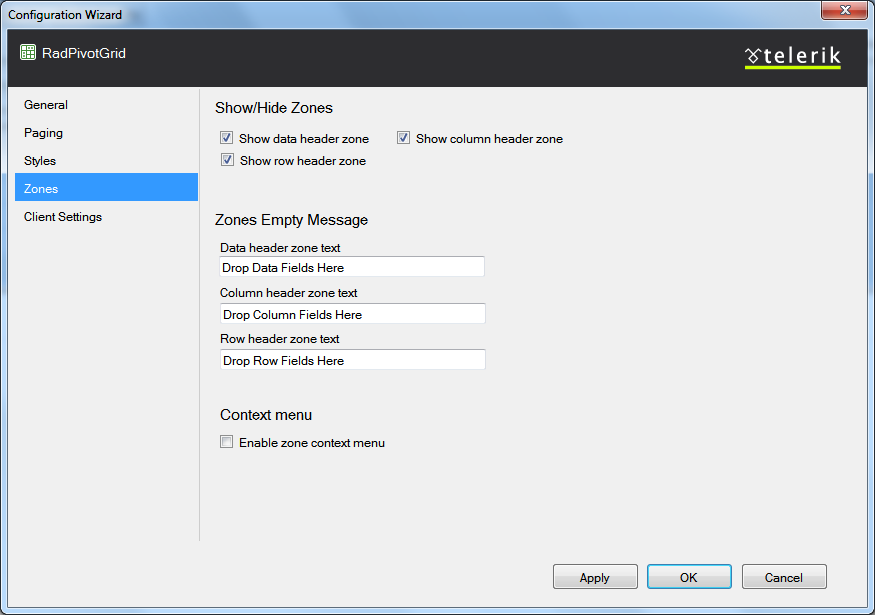 Configuration Wizard
RadPivotGrid
telerik
General
Paging
Styles
Zones
Client Settings
Show/Hide Zones
Show data header zone
Show column header zone
Show row header zone
Zones Empty Message
Data header zone text
Drop Data Fields Here
Column header zone text
Drop Column Fields Here
Row header zone text
Drop Row Fields Here
Context menu
Enable zone context menu
Apply
OK
Cancel